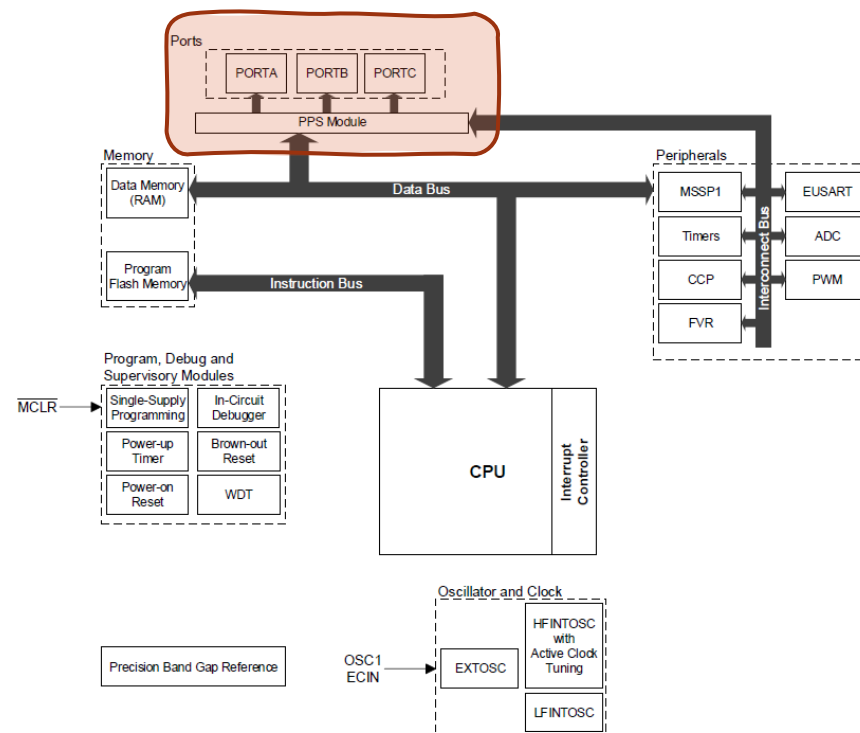 Ports
PORTA
PORTB
PORTC
PPS Module
Memory
Data Memory
(RAM)
Program
Flash Memory
Data Bus
Instruction Bus
Peripherals
MSSP1
EUSART
Timers
ADC
CCP
PWM
FVR
Interconnect Bus
Program, Debug and
Supervisory Modules
MCLR
Single-Supply
Programming
In-Circuit
Debugger
Power-up
Timer
Brown-out
Reset
Power-on
Reset
WDT
CPU
Interrupt
Controller
Oscillator and Clock
Precision Band Gap Reference
OSC1
ECIN
EXTOSC
HFINTOSC
with
Active Clock
Tuning
LFINTOSC